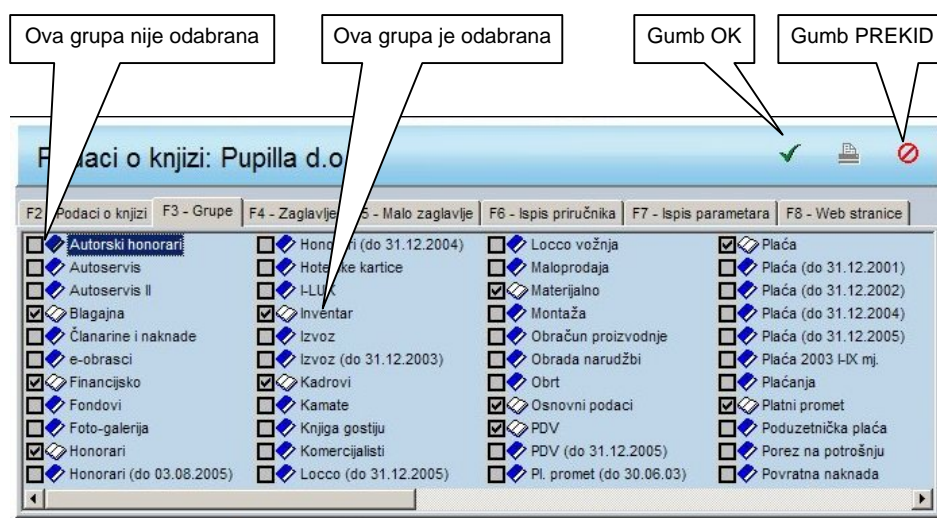 Ova grupa nije odabrana
Ova grupa je odabrana
Gumb OK
Gumb PREKID
daci o knjizi: Pupilla d.o
F2 Podaci o knjizi
F3 - Grupe
F4 - Zaglavlje
5 - Malo zaglavlje
F6 - Ispis priručnika
F7 - Ispis parametara
F8 - Web stranice
Autorski honorari
Autoservis
Autoservis II
Blagajna
Članarine i naknade
e-obrasci
Financijsko
Fondovi
Foto-galerija
Honorari
Honorari (do 03.08.2005)
(do 31.12.2004)
kartice
Inventar
Izvoz
Izvoz (do 31.12.2003)
Kadrovi
Kamate
Knjiga gostiju
Komercijalisti
Locco (do 31.12.2005)
Locco vožnja
Maloprodaja
Materijalno
Montaža
Obračun proizvodnje
Obrada narudžbi
Obrt
Osnovni podaci
PDV
PDV (do 31.12.2005)
Pl. promet (do 30.06.03)
Plaća
Plaća (do 31.12.2001)
Plaća (do 31.12.2002)
Plaća (do 31.12.2004)
Plaća (do 31.12.2005)
Plaća 2003 I-IX mj.
Plaćanja
Platni promet
Poduzetnička plaća
Porez na potrošnju
Povratna naknada